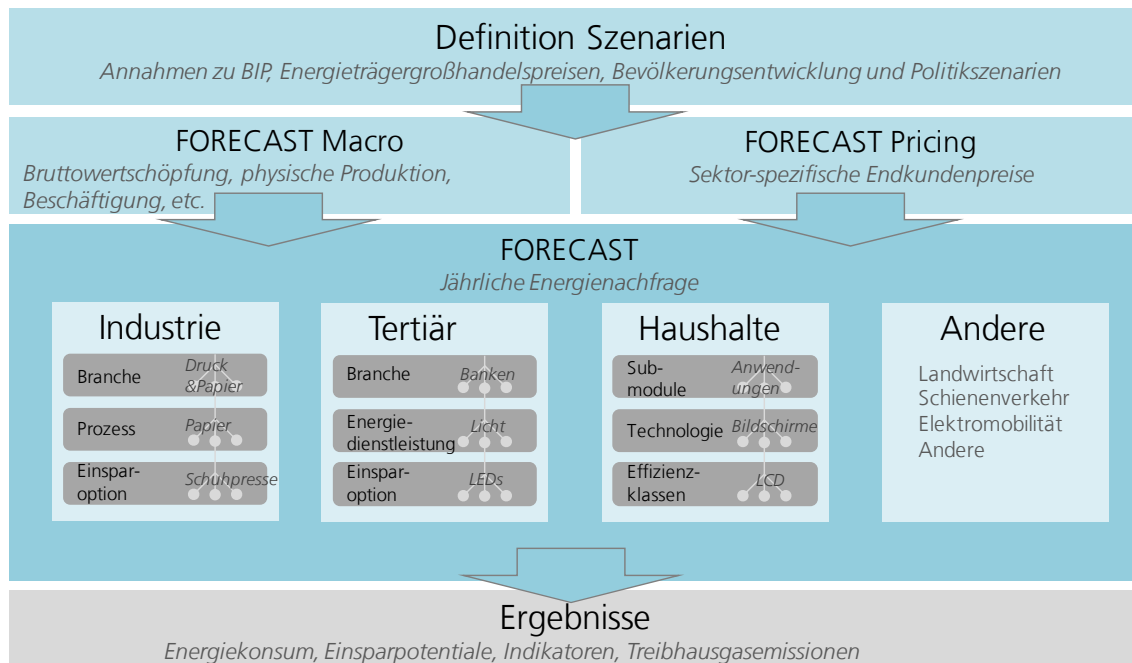 Definition Szenarien
Annahmen zu BIP, Energieträgergroßhandelspreisen, Bevölkerungsentwicklung und Politikszenarien
FORECAST Macro
Bruttowertschöpfung, physische Produktion,
Beschäftigung, etc.
FORECAST Pricing
Sektor-spezifische Endkundenpreise
FORECAST
Jährliche Energienachfrage
Industrie
Branche
Druck
&Papier
Prozess
Papier
Einspar-
option
Schuhpresse
Tertiär
Branche
Banken
Energie-
dienstleistung
Licht
Einspar-
option
LEDs
Haushalte
Sub-
module
Anwend-
ungen
Technologie
Bildschirme
Effizienz-
klassen
LCD
Andere
Landwirtschaft
Schienenverkehr
Elektromobilität
Andere
Ergebnisse
Energiekonsum, Einsparpotentiale, Indikatoren, Treibhausgasemissionen